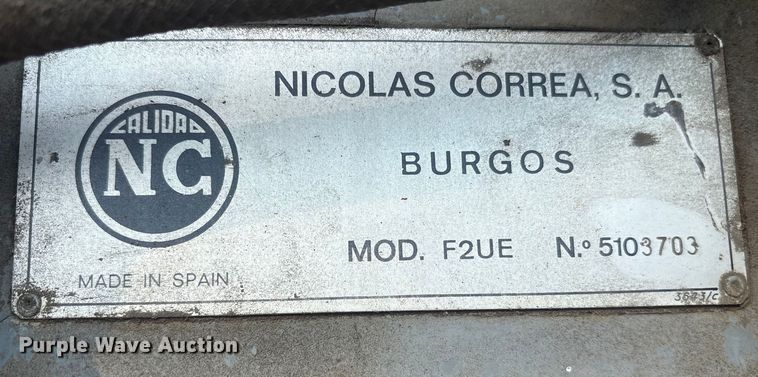 NICOLAS CORREA, S. A.
CALIDAD
NC
BURGOS
MOD. F2UE N.º 5103703
MADE IN SPAIN
Purple Wave Auction